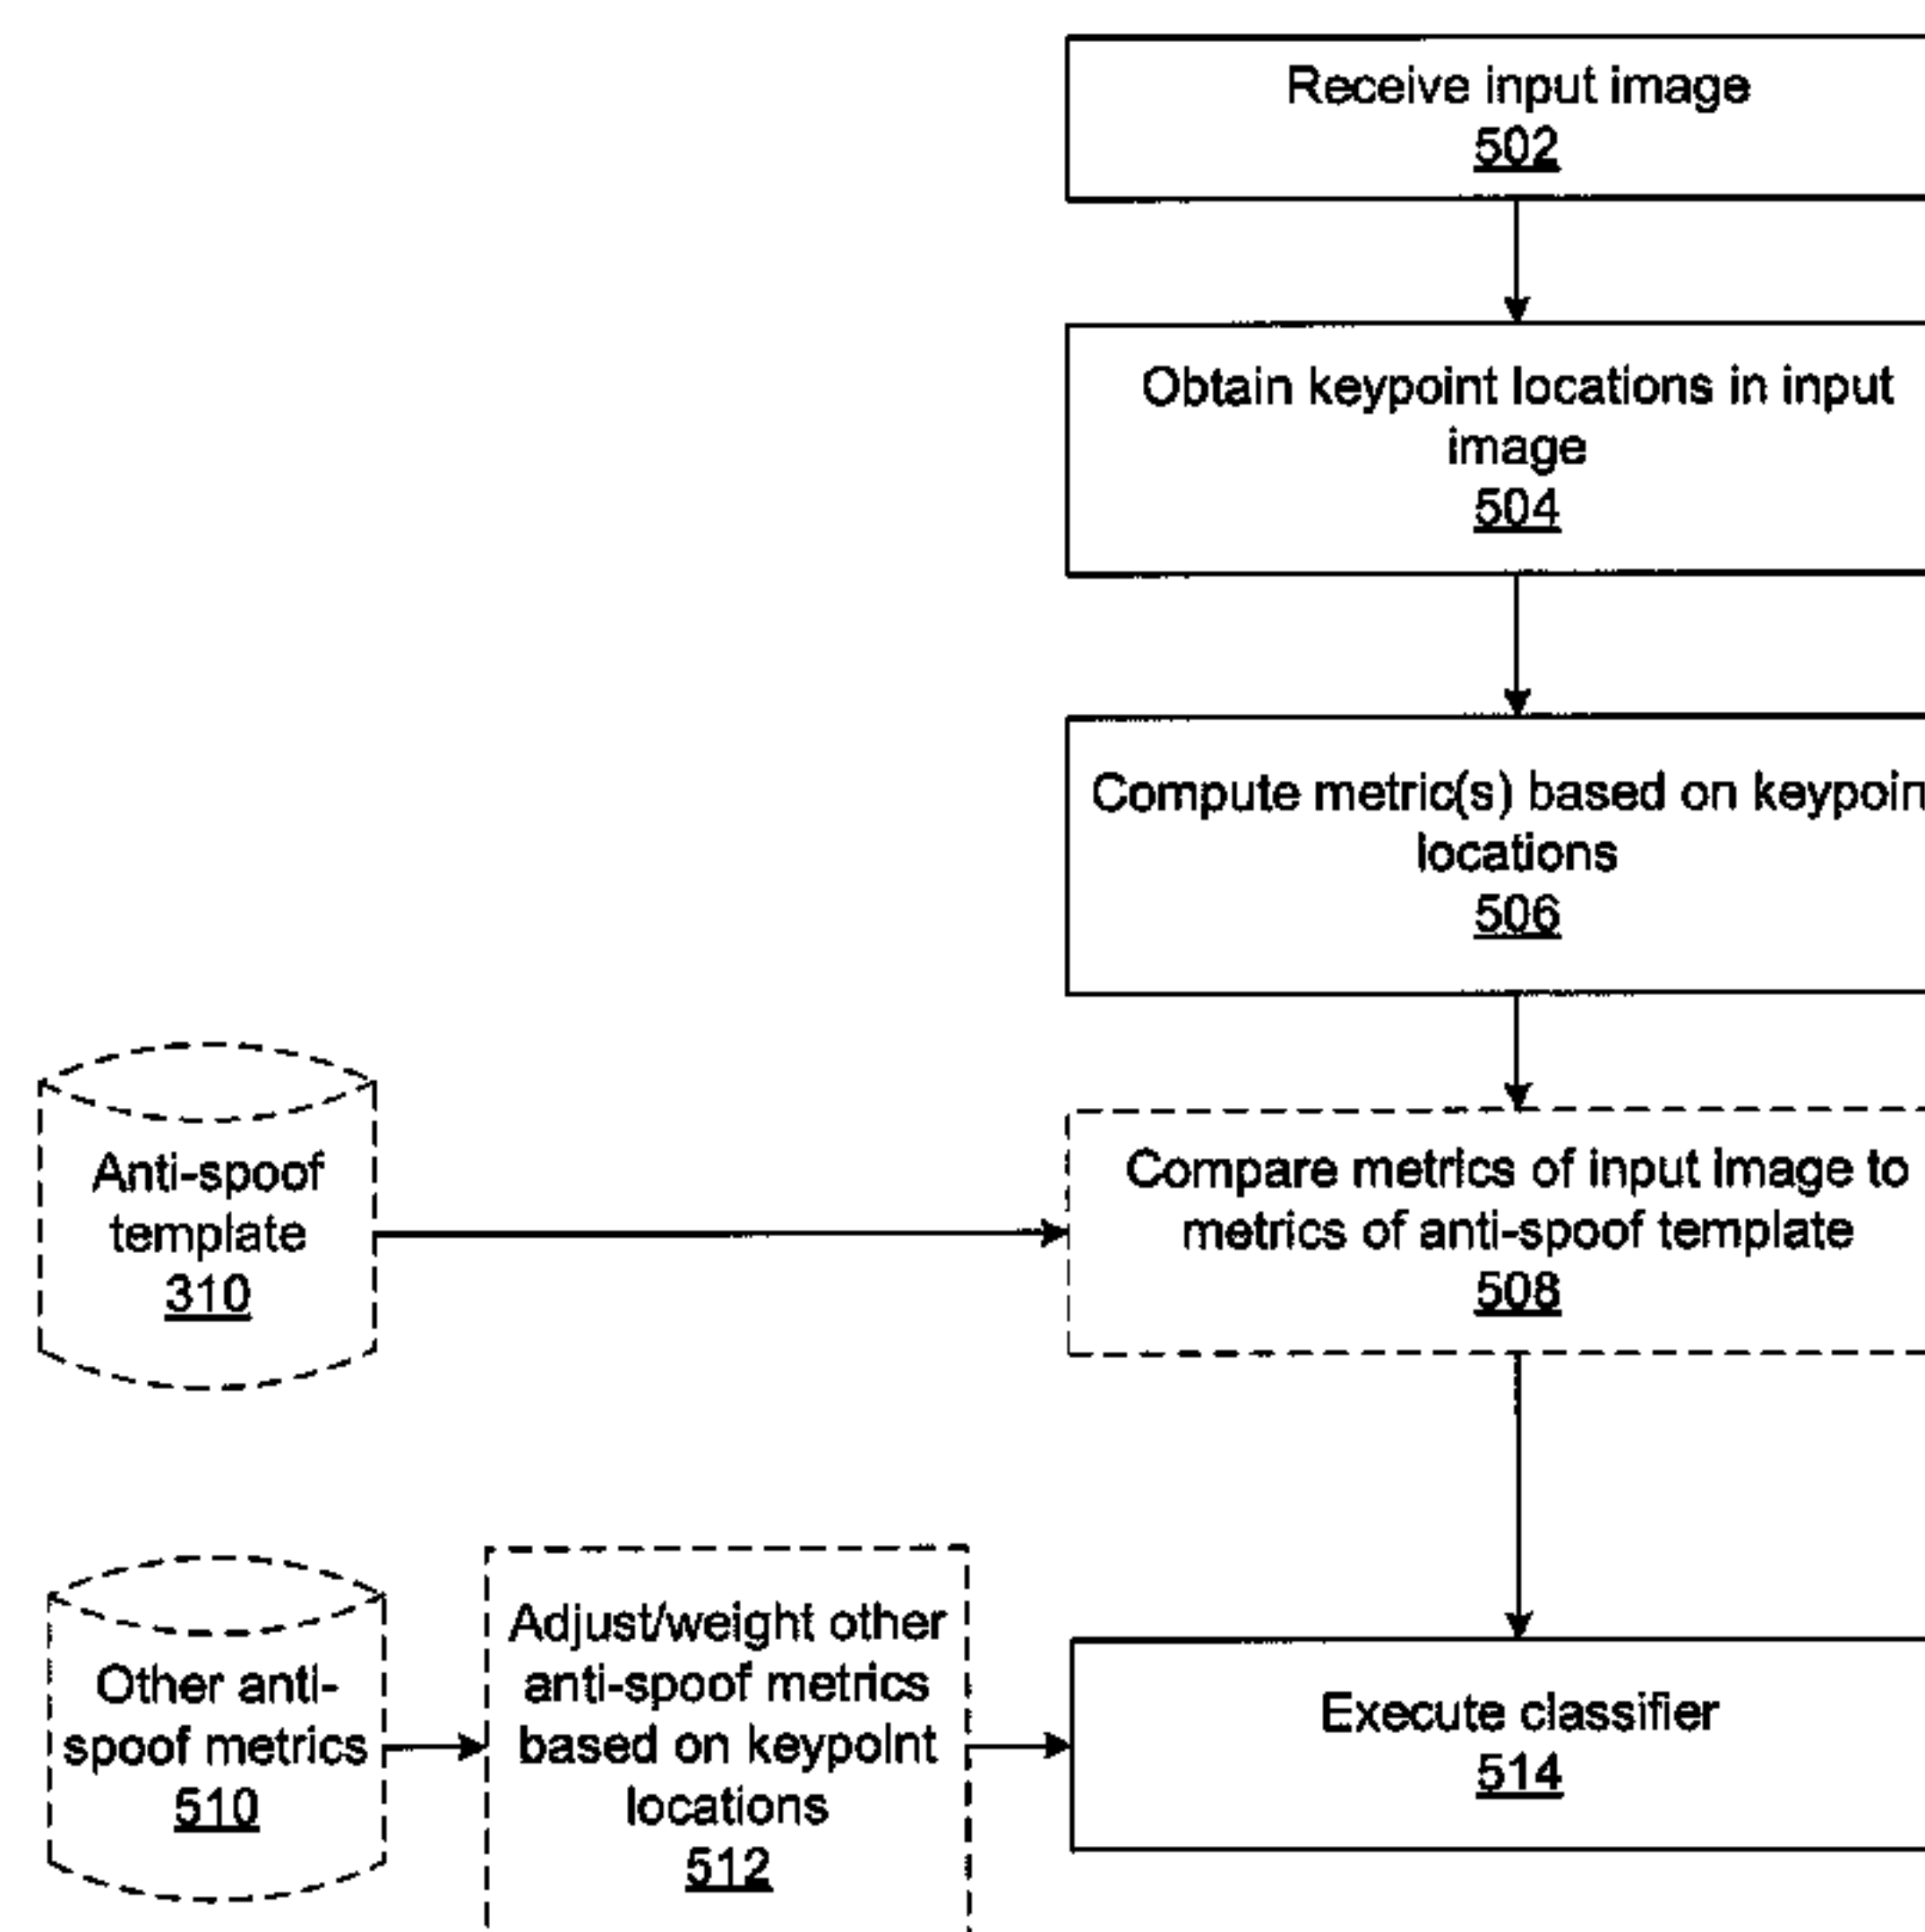 Receive input image
502
Obtain keypoint locations in input
image
504
Compute metric(s) based on keypoin
locations
506
Anti-spoof
template
310
Compare metrics of input image to
metrics of anti-spoof template
508
Other anti-
spoof metrics
510
Adjust/weight other
anti-spoof metrics
based on keypoint
locations
512
Execute classifier
514